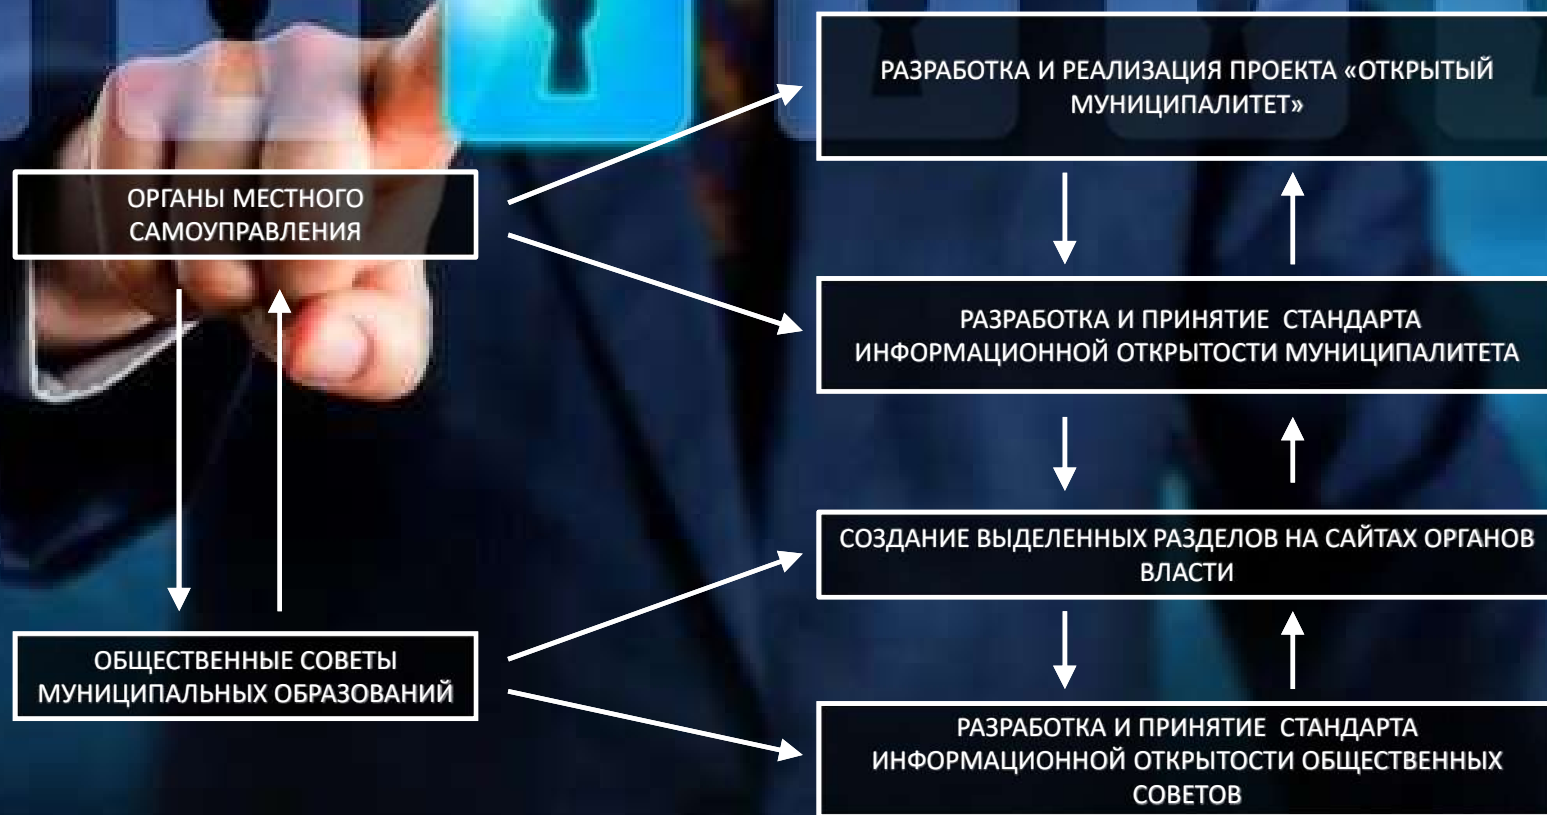 РАЗРАБОТКА И РЕАЛИЗАЦИЯ ПРОЕКТА «ОТКРЫТЫЙ
МУНИЦИПАЛИТЕТ»
ОРГАНЫ МЕСТНОГО
САМОУПРАВЛЕНИЯ
РАЗРАБОТКА И ПРИНЯТИЕ СТАНДАРТА
ИНФОРМАЦИОННОЙ ОТКРЫТОСТИ МУНИЦИПАЛИТЕТА
СОЗДАНИЕ ВЫДЕЛЕННЫХ РАЗДЕЛОВ НА САЙТАХ ОРГАНОВ
ВЛАСТИ
ОБЩЕСТВЕННЫЕ СОВЕТЫ
МУНИЦИПАЛЬНЫХ ОБРАЗОВАНИЙ
РАЗРАБОТКА И ПРИНЯТИЕ СТАНДАРТА
ИНФОРМАЦИОННОЙ ОТКРЫТОСТИ ОБЩЕСТВЕННЫХ
СОВЕТОВ